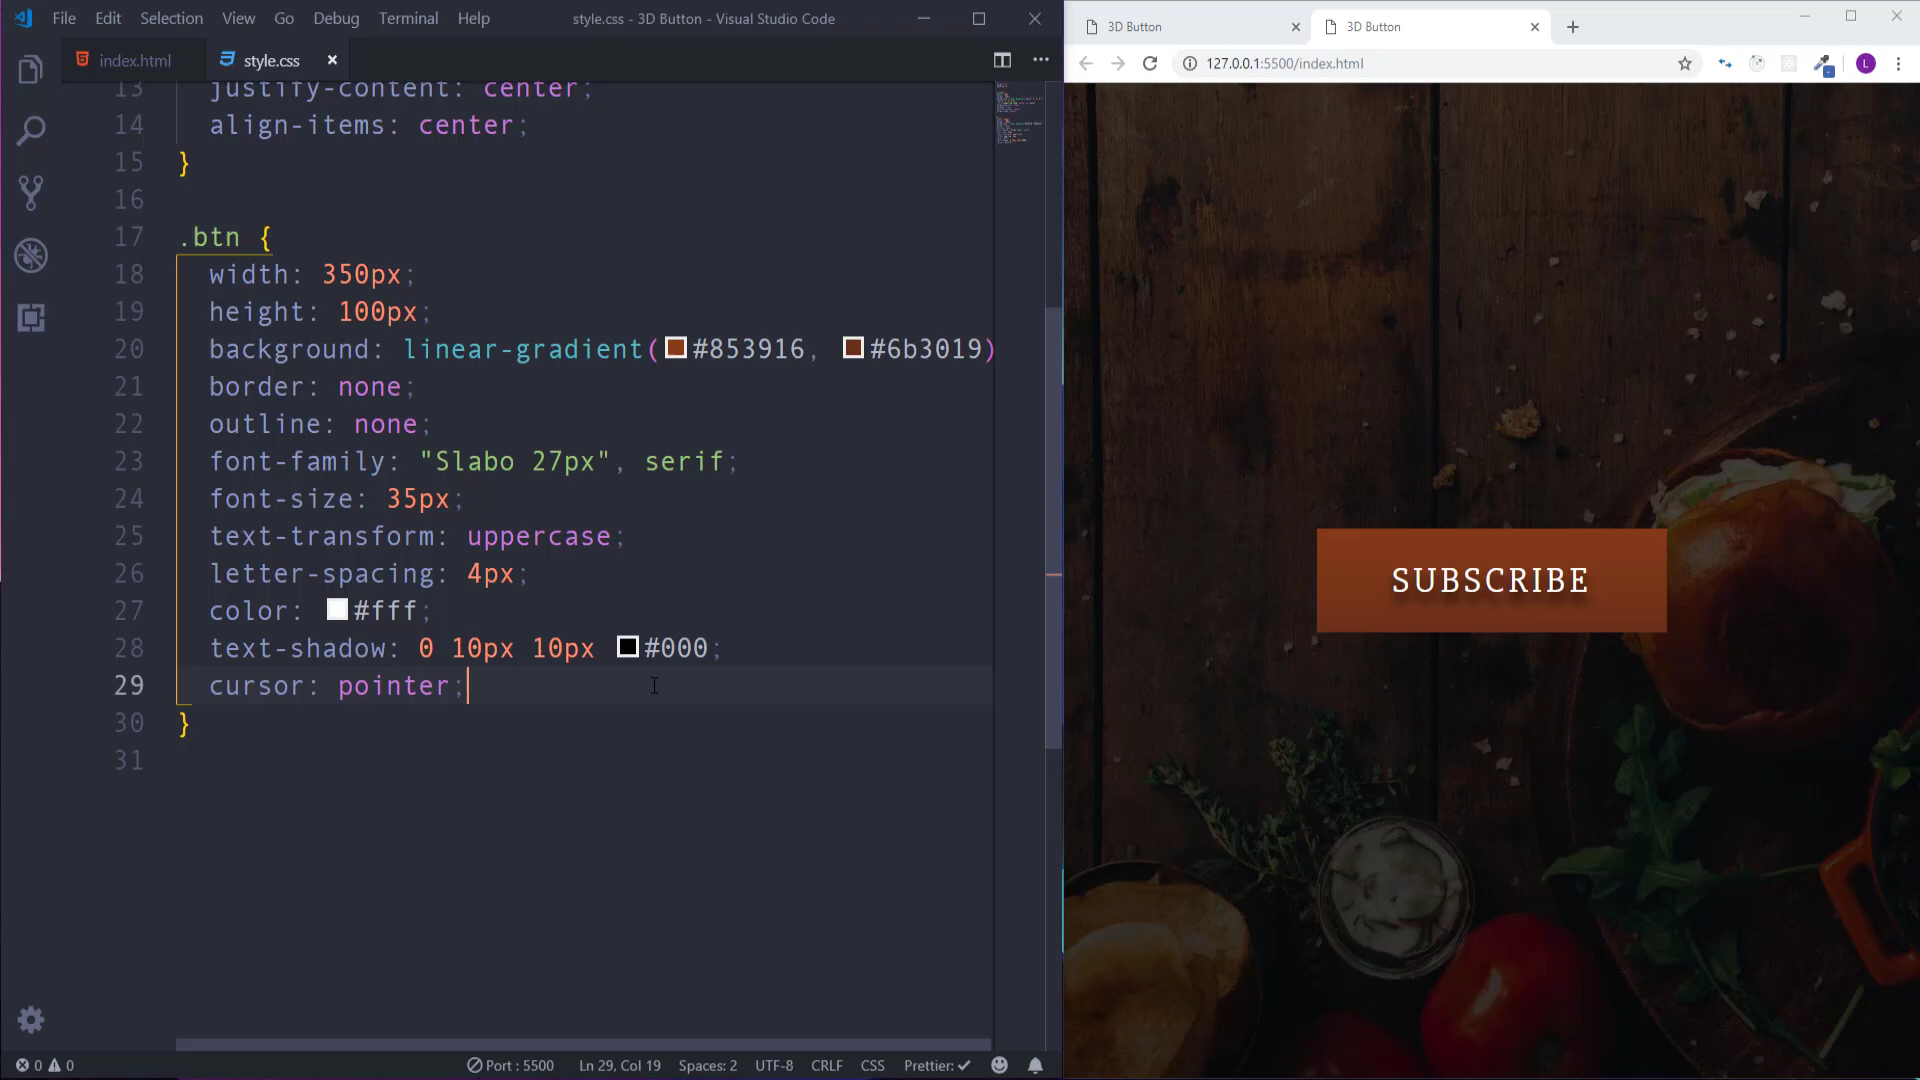 File Edit Selection View Go Debug Terminal Help
style.css - 3D Button - Visual Studio Code
index.html
style.css
13 justify-content: center;
14 align-items: center;
15 }
16
17 .btn {
18 width: 350px;
19 height: 100px;
20 background: linear-gradient(#853916, #6b3019)
21 border: none;
22 outline: none;
23 font-family: "Slabo 27px", serif;
24 font-size: 35px;
25 text-transform: uppercase;
26 letter-spacing: 4px;
27 color: #fff;
28 text-shadow: 0 10px 10px #000;
29 cursor: pointer;
30 }
31
0 0
Port : 5500
Ln 29, Col 19
Spaces: 2
UTF-8
CRLF
CSS
Prettier:
3D Button
3D Button
127.0.0.1:5500/index.html
L
SUBSCRIBE